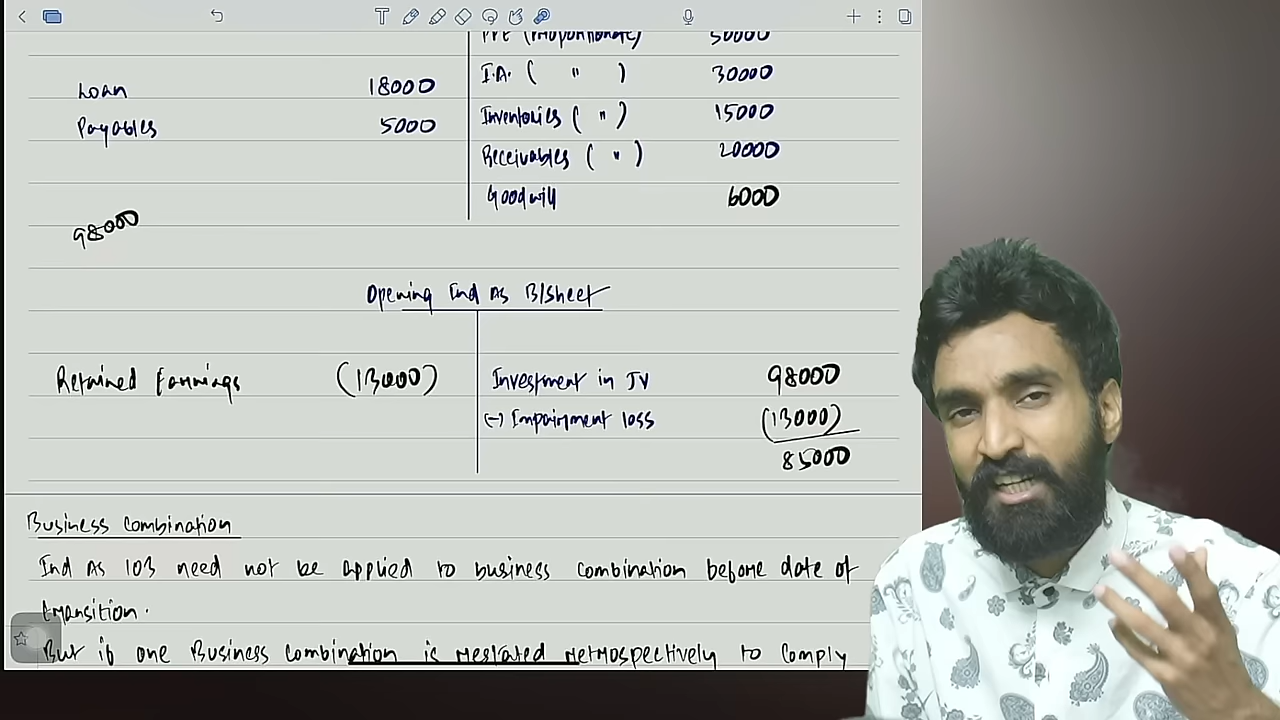 50000
Loan 18000
I.A. ( " ) 30000
Payables 5000
Inventories ( " ) 15000
Receivables ( " ) 20000
Goodwill 6000
98000
Opening Ind As B/Sheet
Retained Earnings (13000)
Investment in JV 98000
(-) Impairment loss (13000)
85000
Business Combination
Ind As 103 need not be applied to business combination before date of
transition.
But if one Business Combination is restated retrospectively to comply